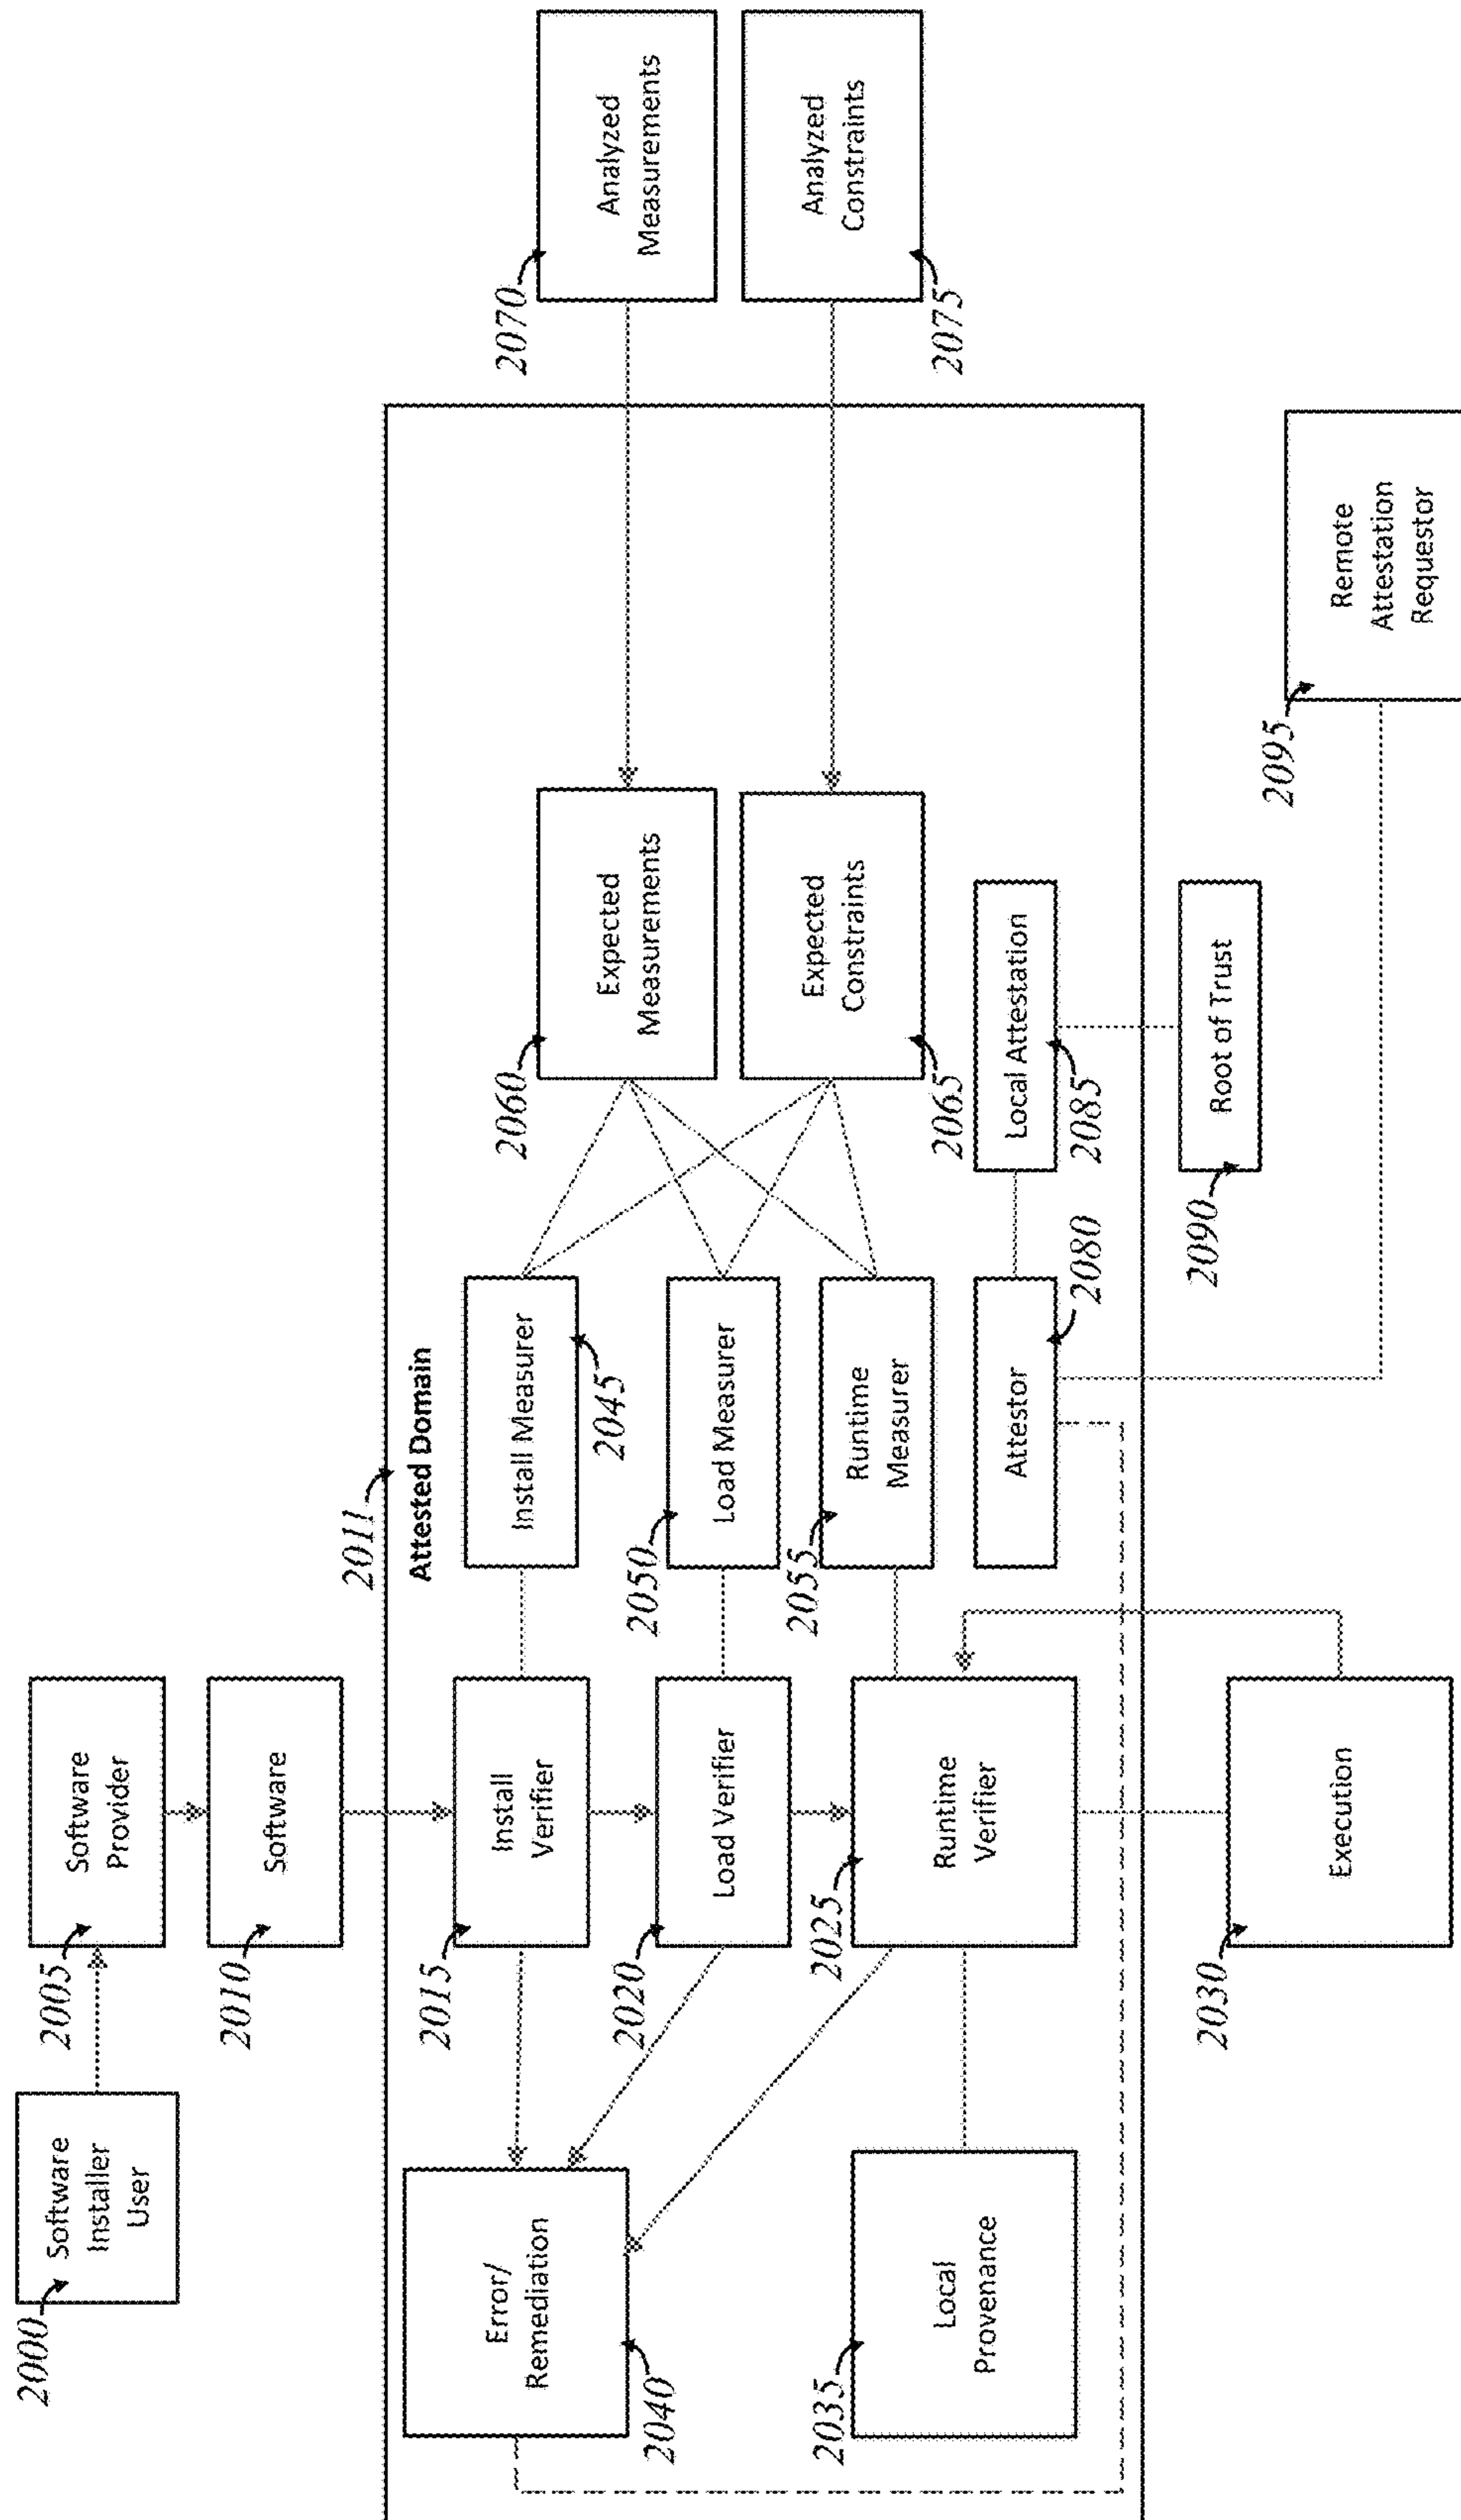 2000
Software
Installer
User
2005
Software
Provider
2010
Software
2011
Attested Domain
2040
Error/
Remediation
2015
Install
Verifier
Install Measurer
2045
2060
Expected
Measurements
2070
Analyzed
Measurements
2020
Load Verifier
2050
Load Measurer
Expected
Constraints
2065
Analyzed
Constraints
2075
2035
Local
Provenance
2025
Runtime
Verifier
2055
Runtime
Measurer
Attestor
2080
Local Attestation
2085
2090
Root of Trust
2030
Execution
2095
Remote
Attestation
Requestor